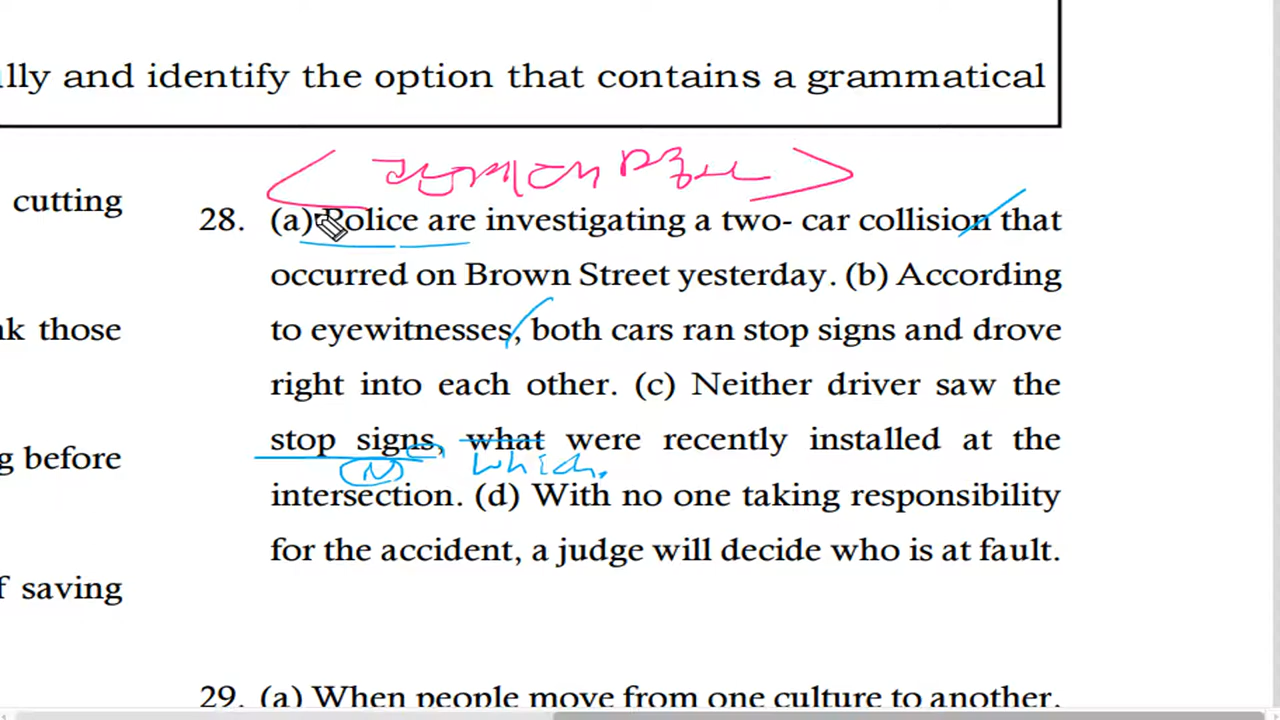 lly and identify the option that contains a grammatical
cutting
28. (a) Police are investigating a two- car collision that
occurred on Brown Street yesterday. (b) According
nk those
to eyewitnesses, both cars ran stop signs and drove
right into each other. (c) Neither driver saw the
stop signs, what were recently installed at the
g before
N which.
intersection. (d) With no one taking responsibility
for the accident, a judge will decide who is at fault.
f saving
29. (a) When people move from one culture to another,